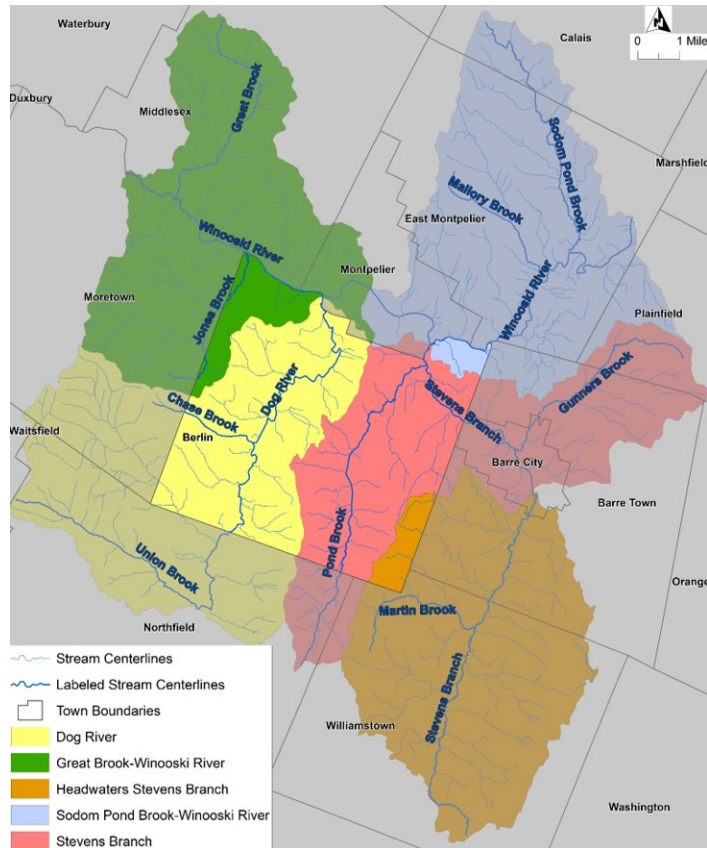 Waterbury
Calais
N
0 1 Mile
Duxbury
Middlesex
Great Brook
Sodom Pond Brook
Marshfield
Mallory Brook
East Montpelier
Winooski River
Montpelier
Winooski River
Moretown
Jones Brook
Plainfield
Gunners Brook
Stevens Branch
Dog River
Chase Brook
Waitsfield
Berlin
Barre City
Barre Town
Pond Brook
Union Brook
Orange
Martin Brook
Northfield
Stevens Branch
Williamstown
Washington
Stream Centerlines
Labeled Stream Centerlines
Town Boundaries
Dog River
Great Brook-Winooski River
Headwaters Stevens Branch
Sodom Pond Brook-Winooski River
Stevens Branch